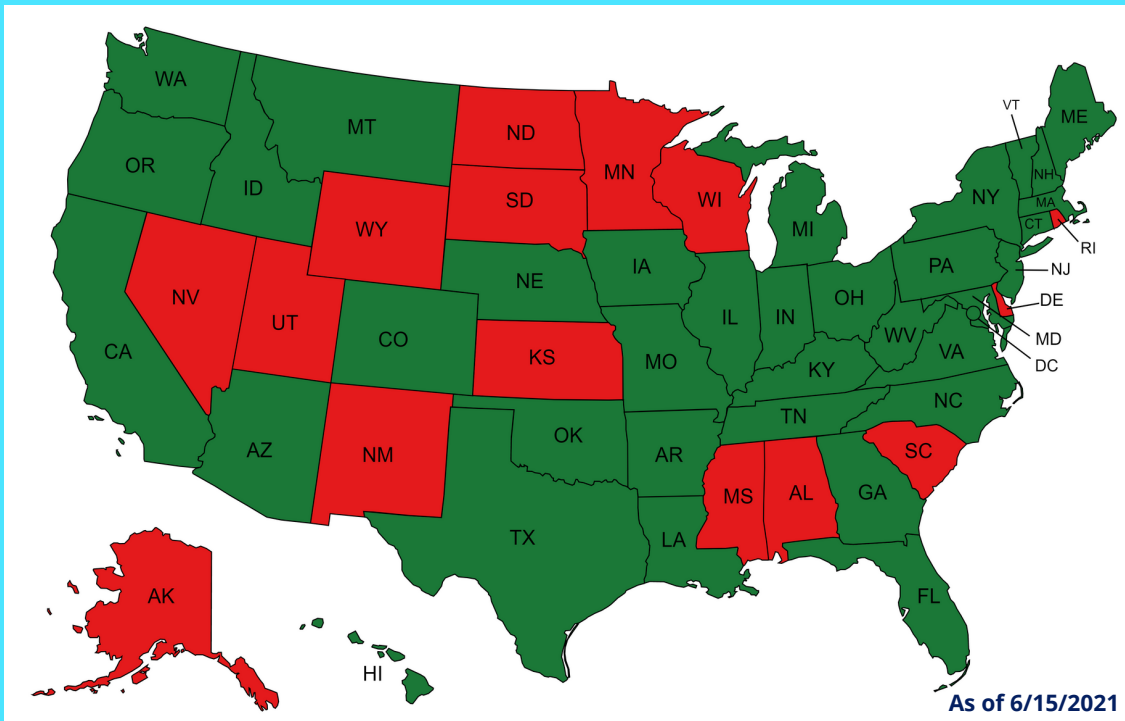 WA
OR
ID
MT
ND
SD
MN
WI
WY
NV
UT
CA
CO
NE
IA
KS
MO
IL
IN
MI
OH
PA
NY
VT
NH
ME
MA
CT
RI
NJ
DE
MD
DC
WV
VA
KY
TN
NC
SC
GA
AL
MS
AR
LA
OK
TX
NM
AZ
FL
AK
HI
As of 6/15/2021